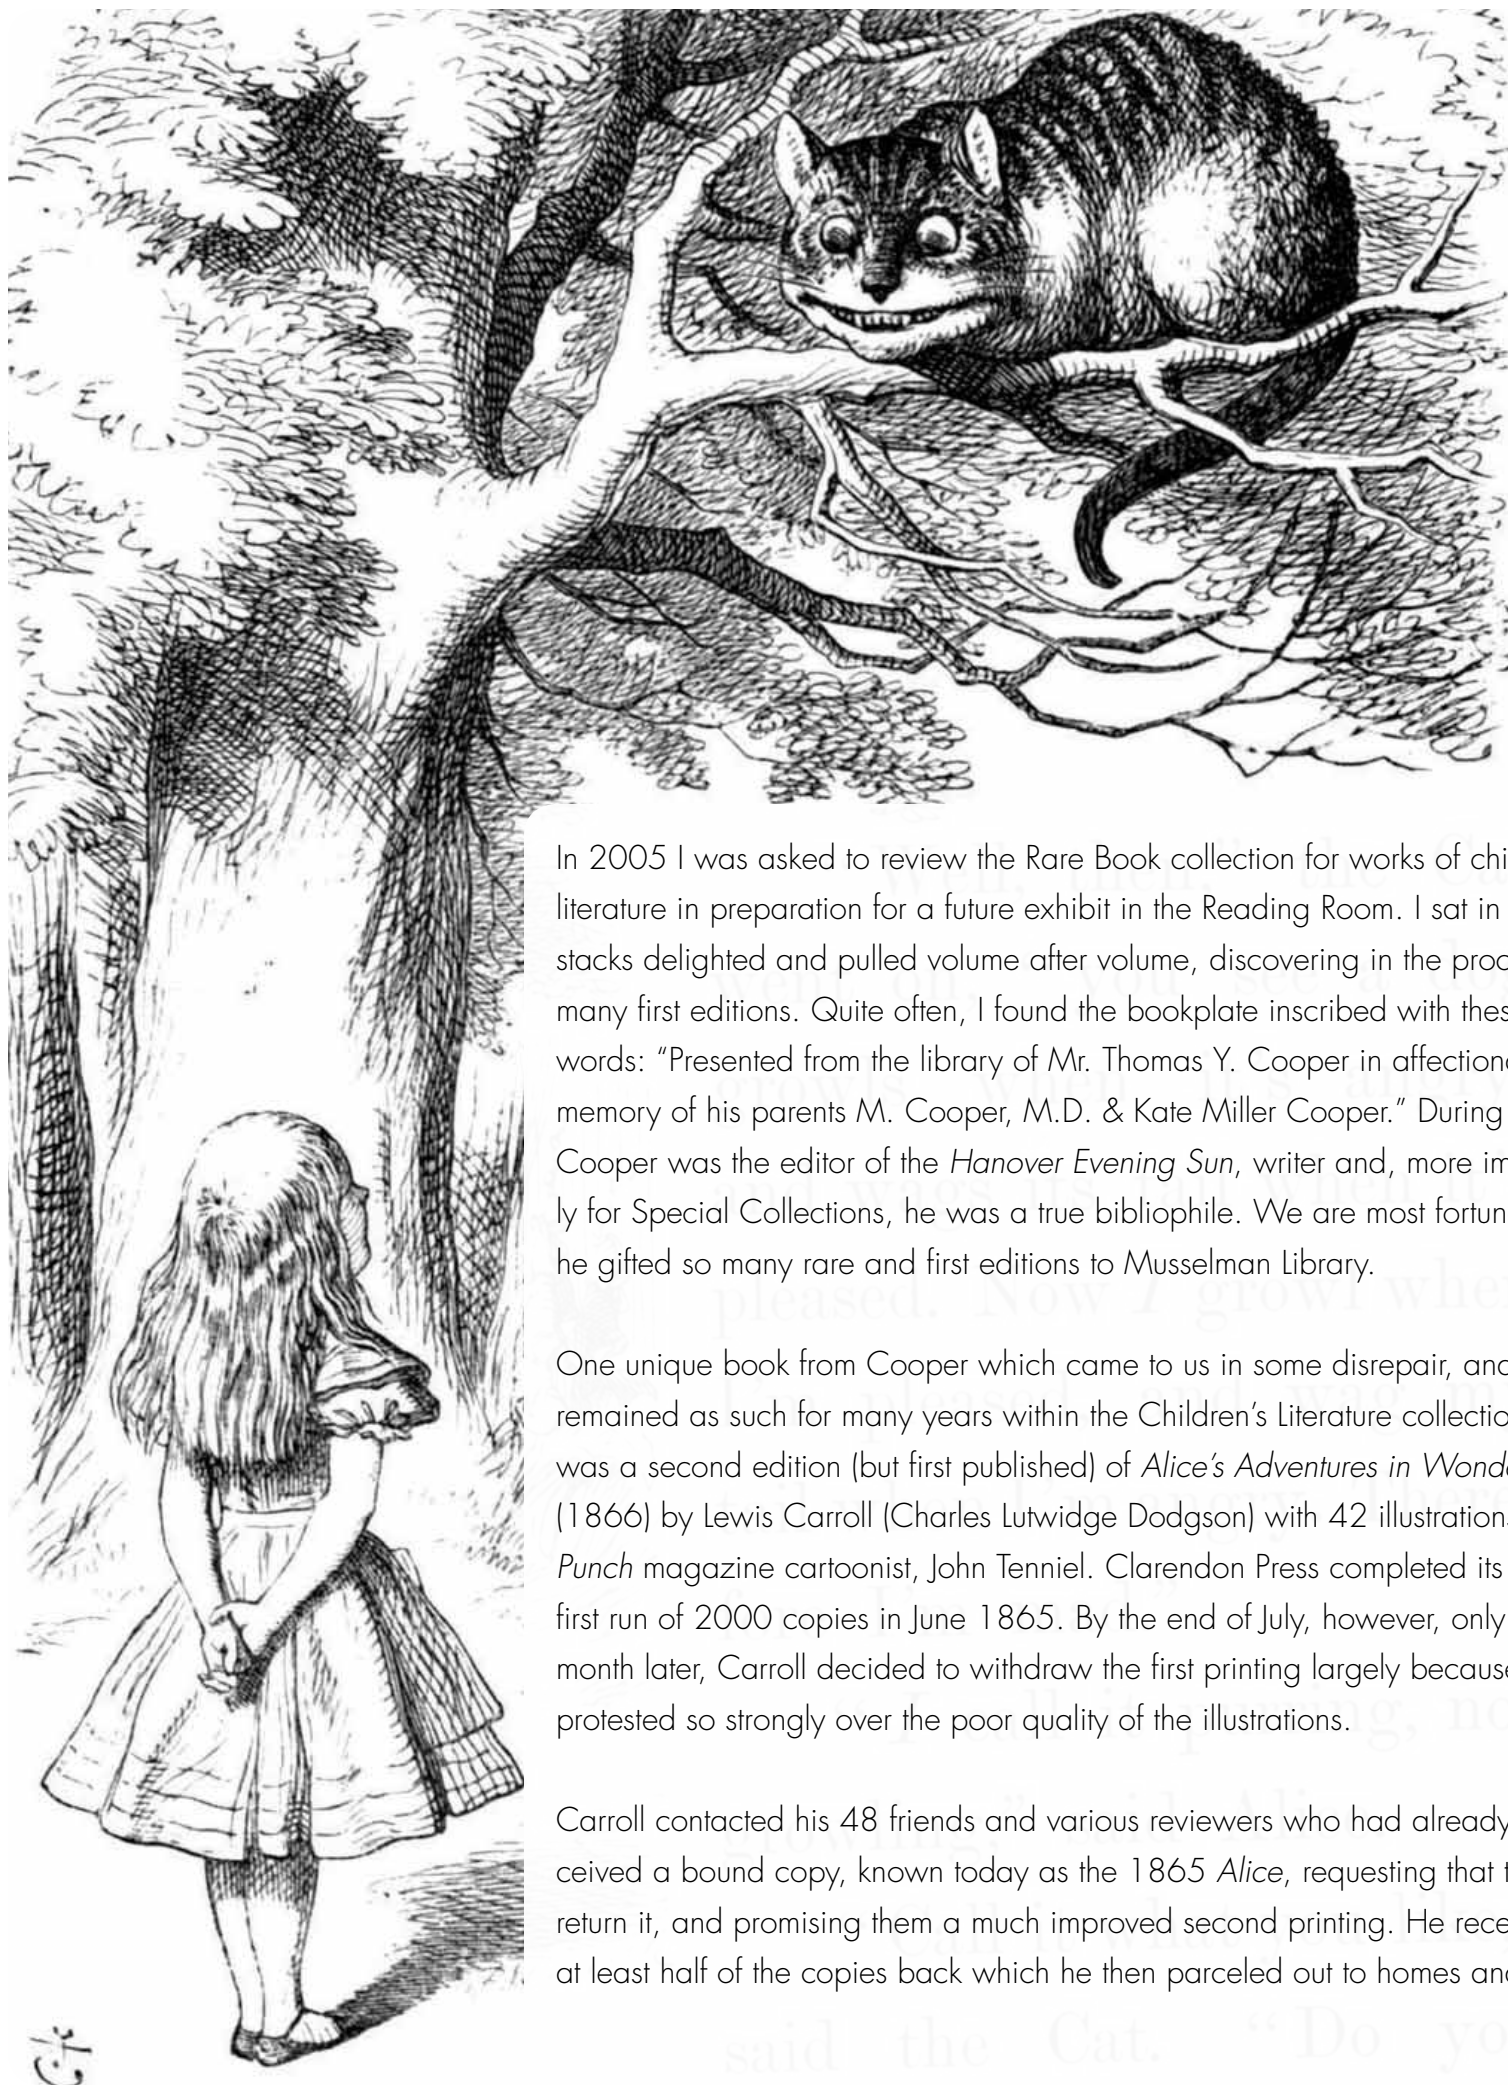 In 2005 I was asked to review the Rare Book collection for works of chi
literature in preparation for a future exhibit in the Reading Room. I sat in
stacks delighted and pulled volume after volume, discovering in the proc
many first editions. Quite often, I found the bookplate inscribed with thes
words: “Presented from the library of Mr. Thomas Y. Cooper in affection
memory of his parents M. Cooper, M.D. & Kate Miller Cooper.” During
Cooper was the editor of the Hanover Evening Sun, writer and, more im
ly for Special Collections, he was a true bibliophile. We are most fortun
he gifted so many rare and first editions to Musselman Library.
One unique book from Cooper which came to us in some disrepair, and
remained as such for many years within the Children’s Literature collectio
was a second edition (but first published) of Alice’s Adventures in Wond
(1866) by Lewis Carroll (Charles Lutwidge Dodgson) with 42 illustration
Punch magazine cartoonist, John Tenniel. Clarendon Press completed its
first run of 2000 copies in June 1865. By the end of July, however, only
month later, Carroll decided to withdraw the first printing largely because
protested so strongly over the poor quality of the illustrations.
Carroll contacted his 48 friends and various reviewers who had already
ceived a bound copy, known today as the 1865 Alice, requesting that t
return it, and promising them a much improved second printing. He rece
at least half of the copies back which he then parceled out to homes and
said the Cat. “Do yo